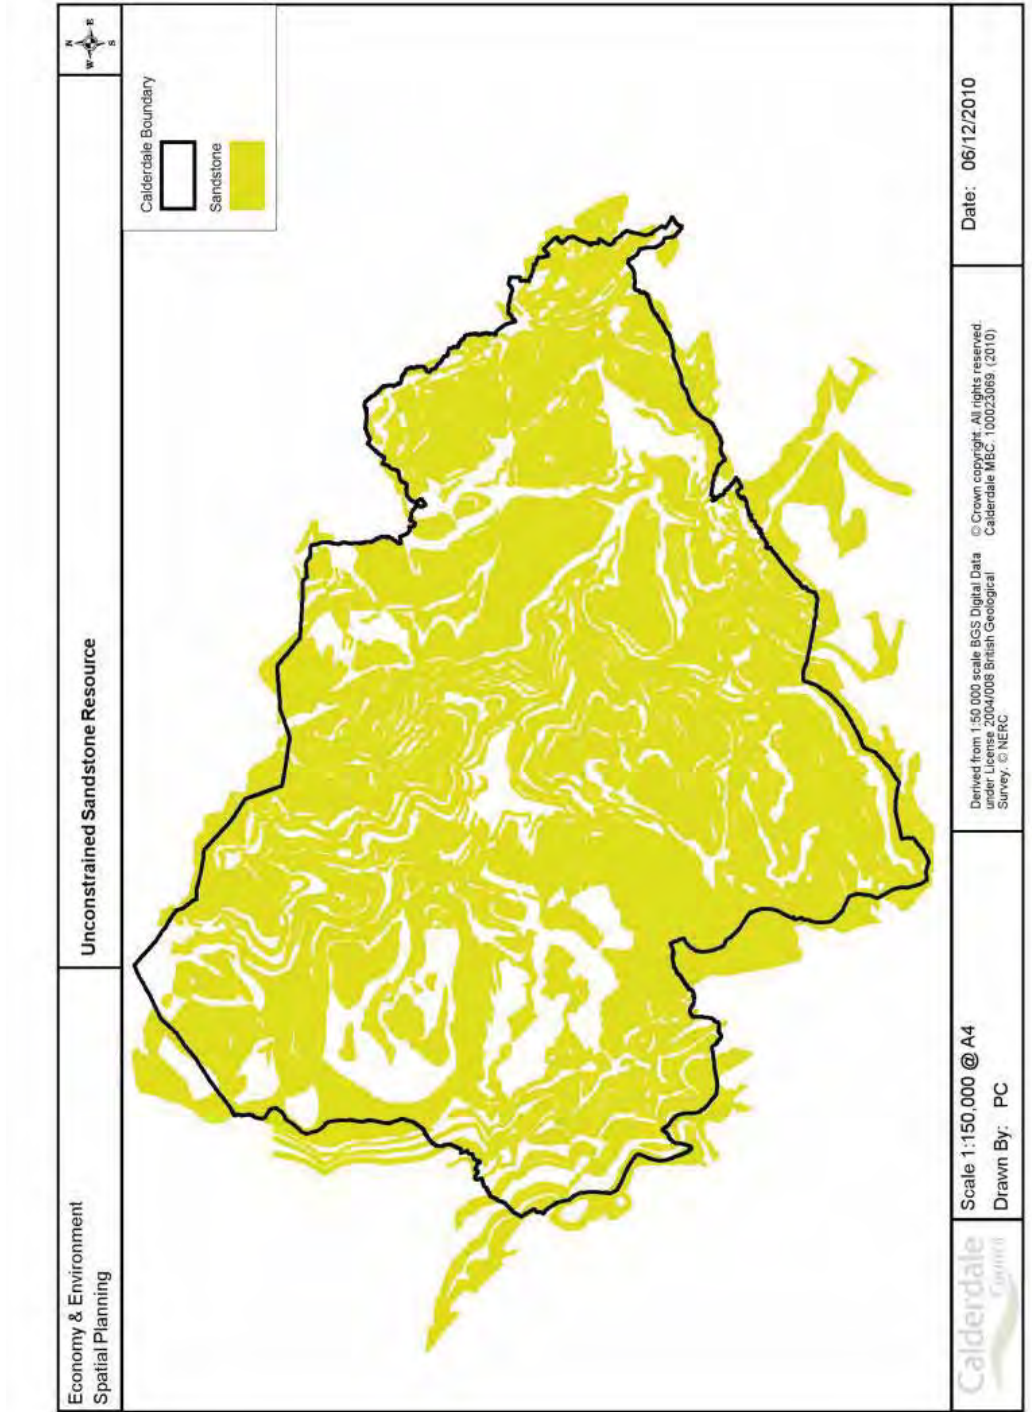 Economy & Environment
Spatial Planning
Unconstrained Sandstone Resource
N
E
S
W
Calderdale Boundary
Sandstone
Calderdale
Council
Scale 1:150,000 @ A4
Drawn By: PC
Derived from 1:50 000 scale BGS Digital Data
under License 2004/008 British Geological
Survey. © NERC
© Crown copyright. All rights reserved.
Calderdale MBC. 100023069. (2010)
Date: 06/12/2010